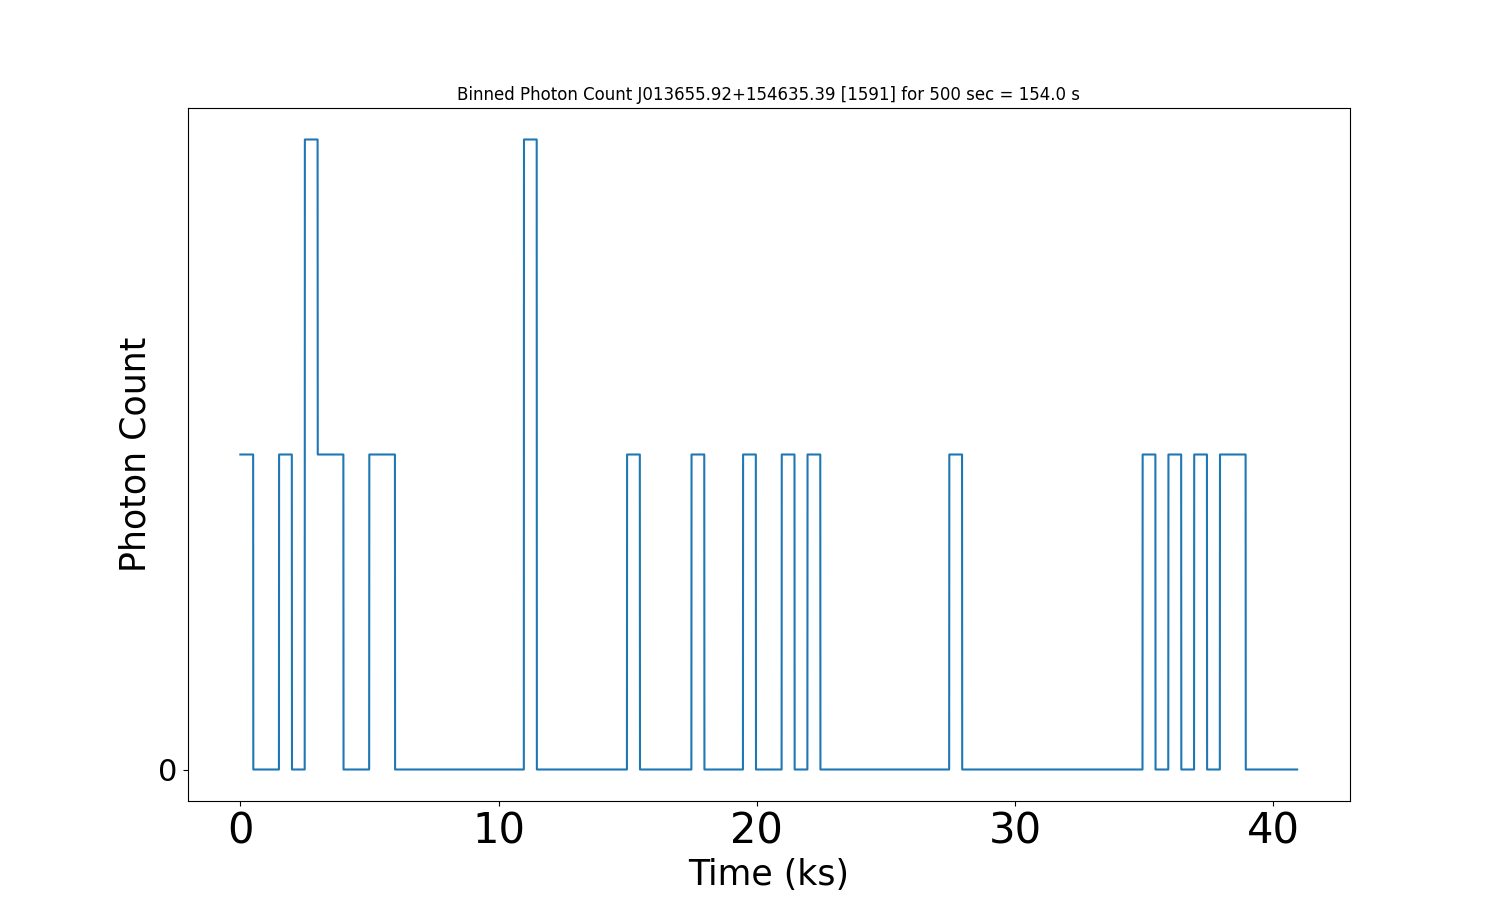 Binned Photon Count J013655.92+154635.39 [1591] for 500 sec = 154.0 s
Photon Count
0
0 10 20 30 40
Time (ks)